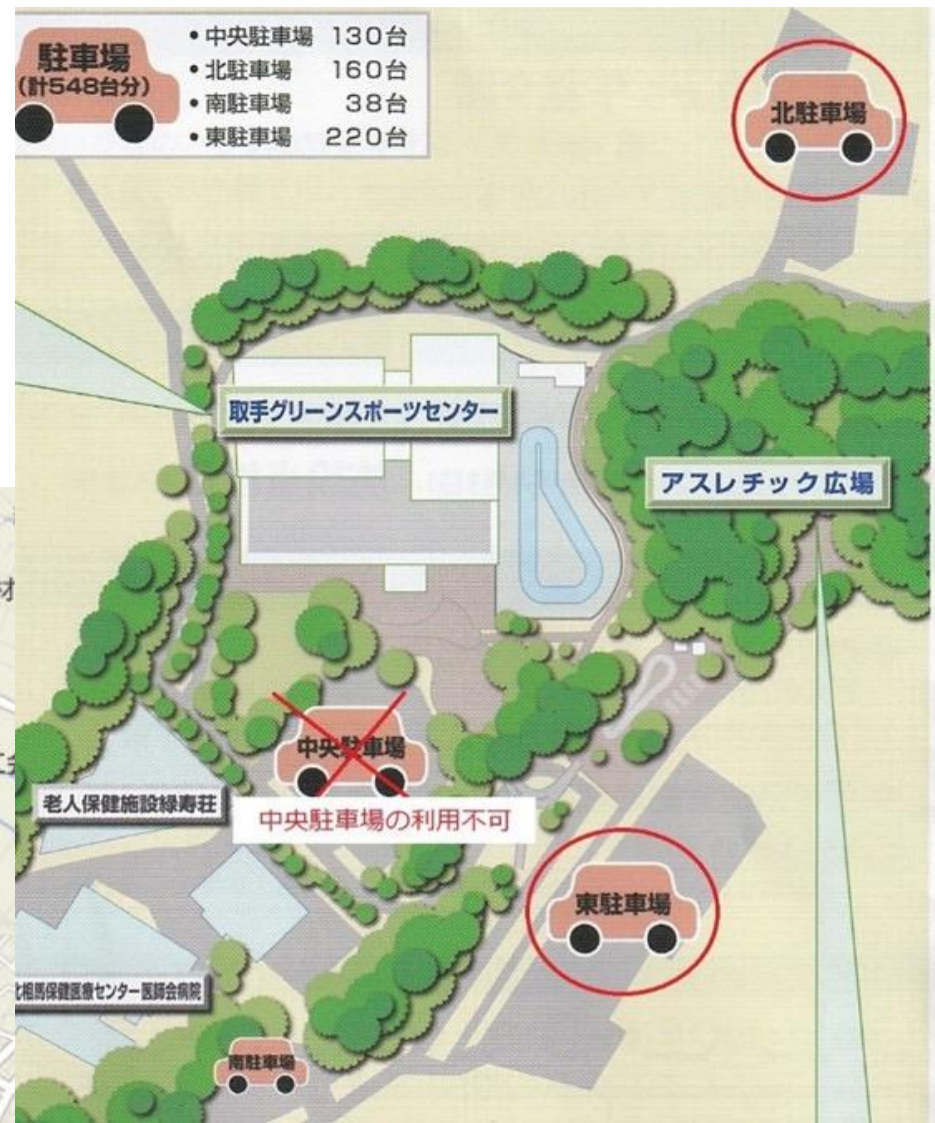 駐車場
(計548台分)
•中央駐車場 130台
•北駐車場 160台
•南駐車場 38台
•東駐車場 220台
北駐車場
取手グリーンスポーツセンター
アスレチック広場
中央駐車場
中央駐車場の利用不可
老人保健施設緑寿荘
東駐車場
北相馬保健医療センター医師会病院
南駐車場